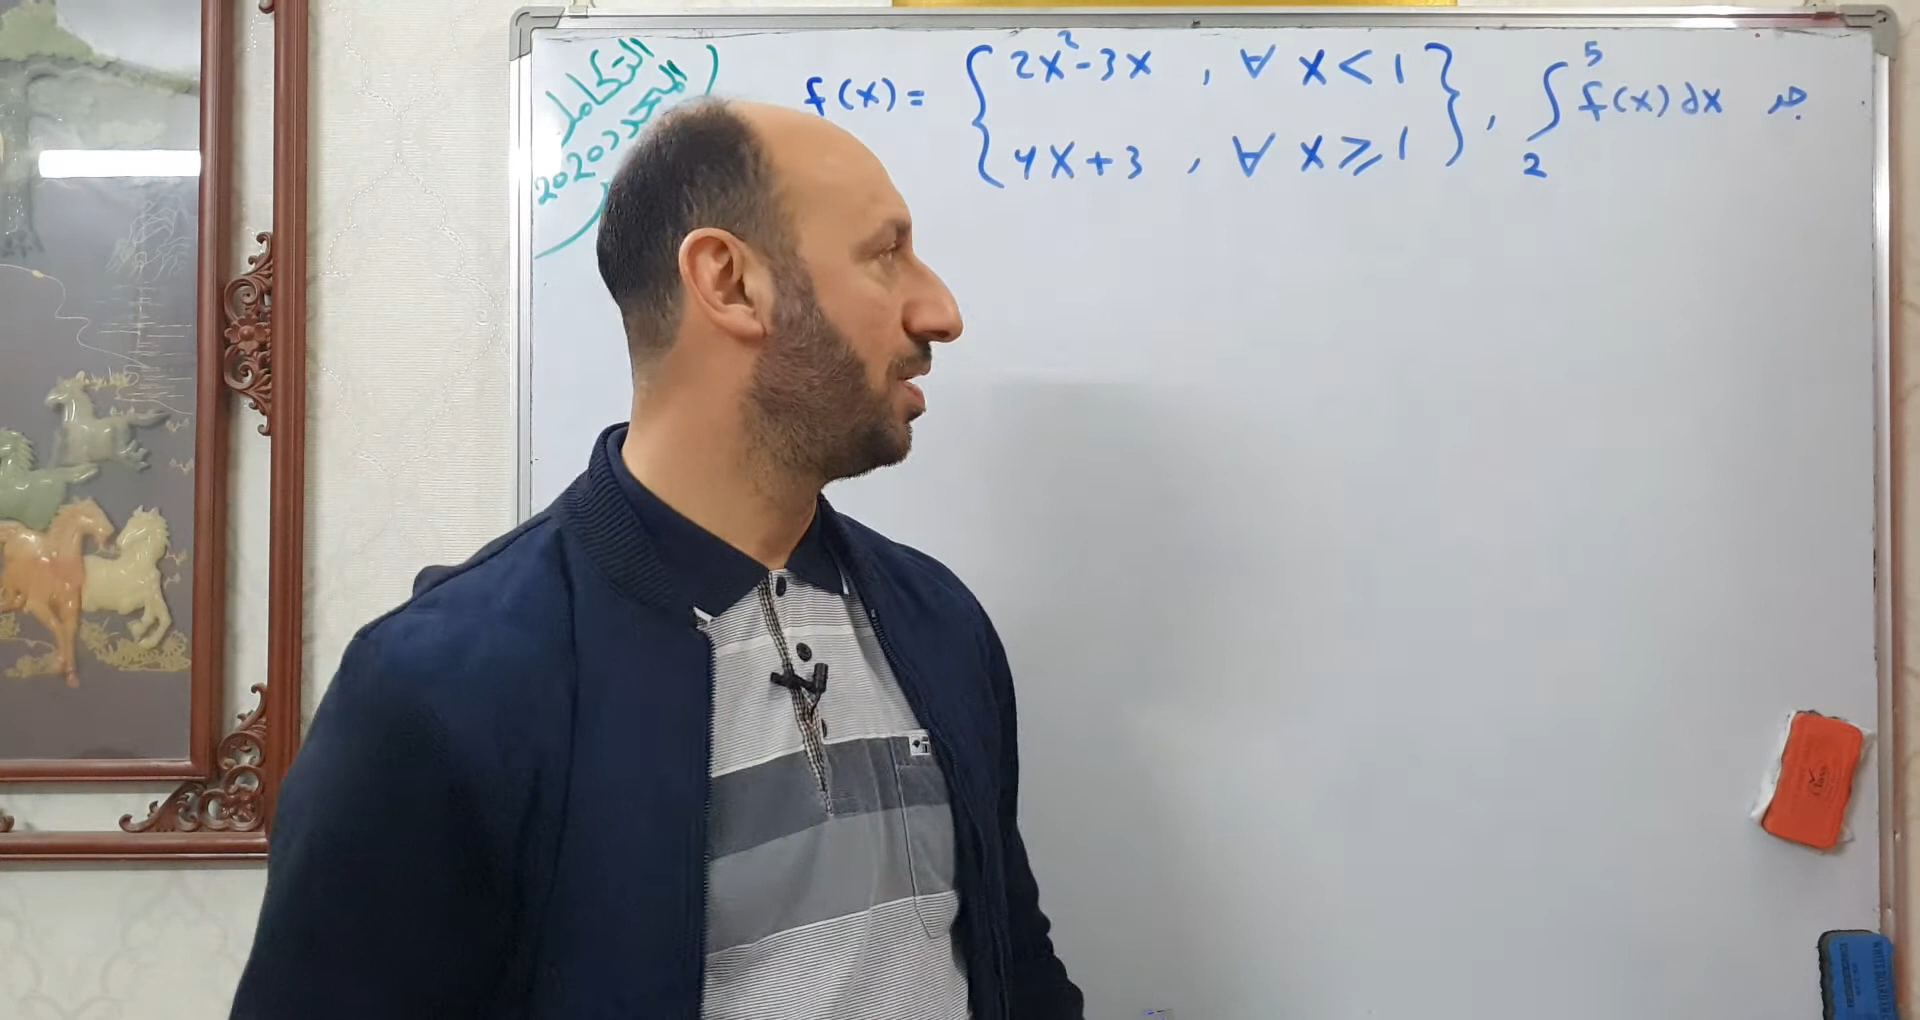 التكامل
المحدد
2020
f(x) = { 2x²-3x , ∀ x < 1
4x+3 , ∀ x ⩾ 1 } , ∫₂⁵ f(x) dx جد